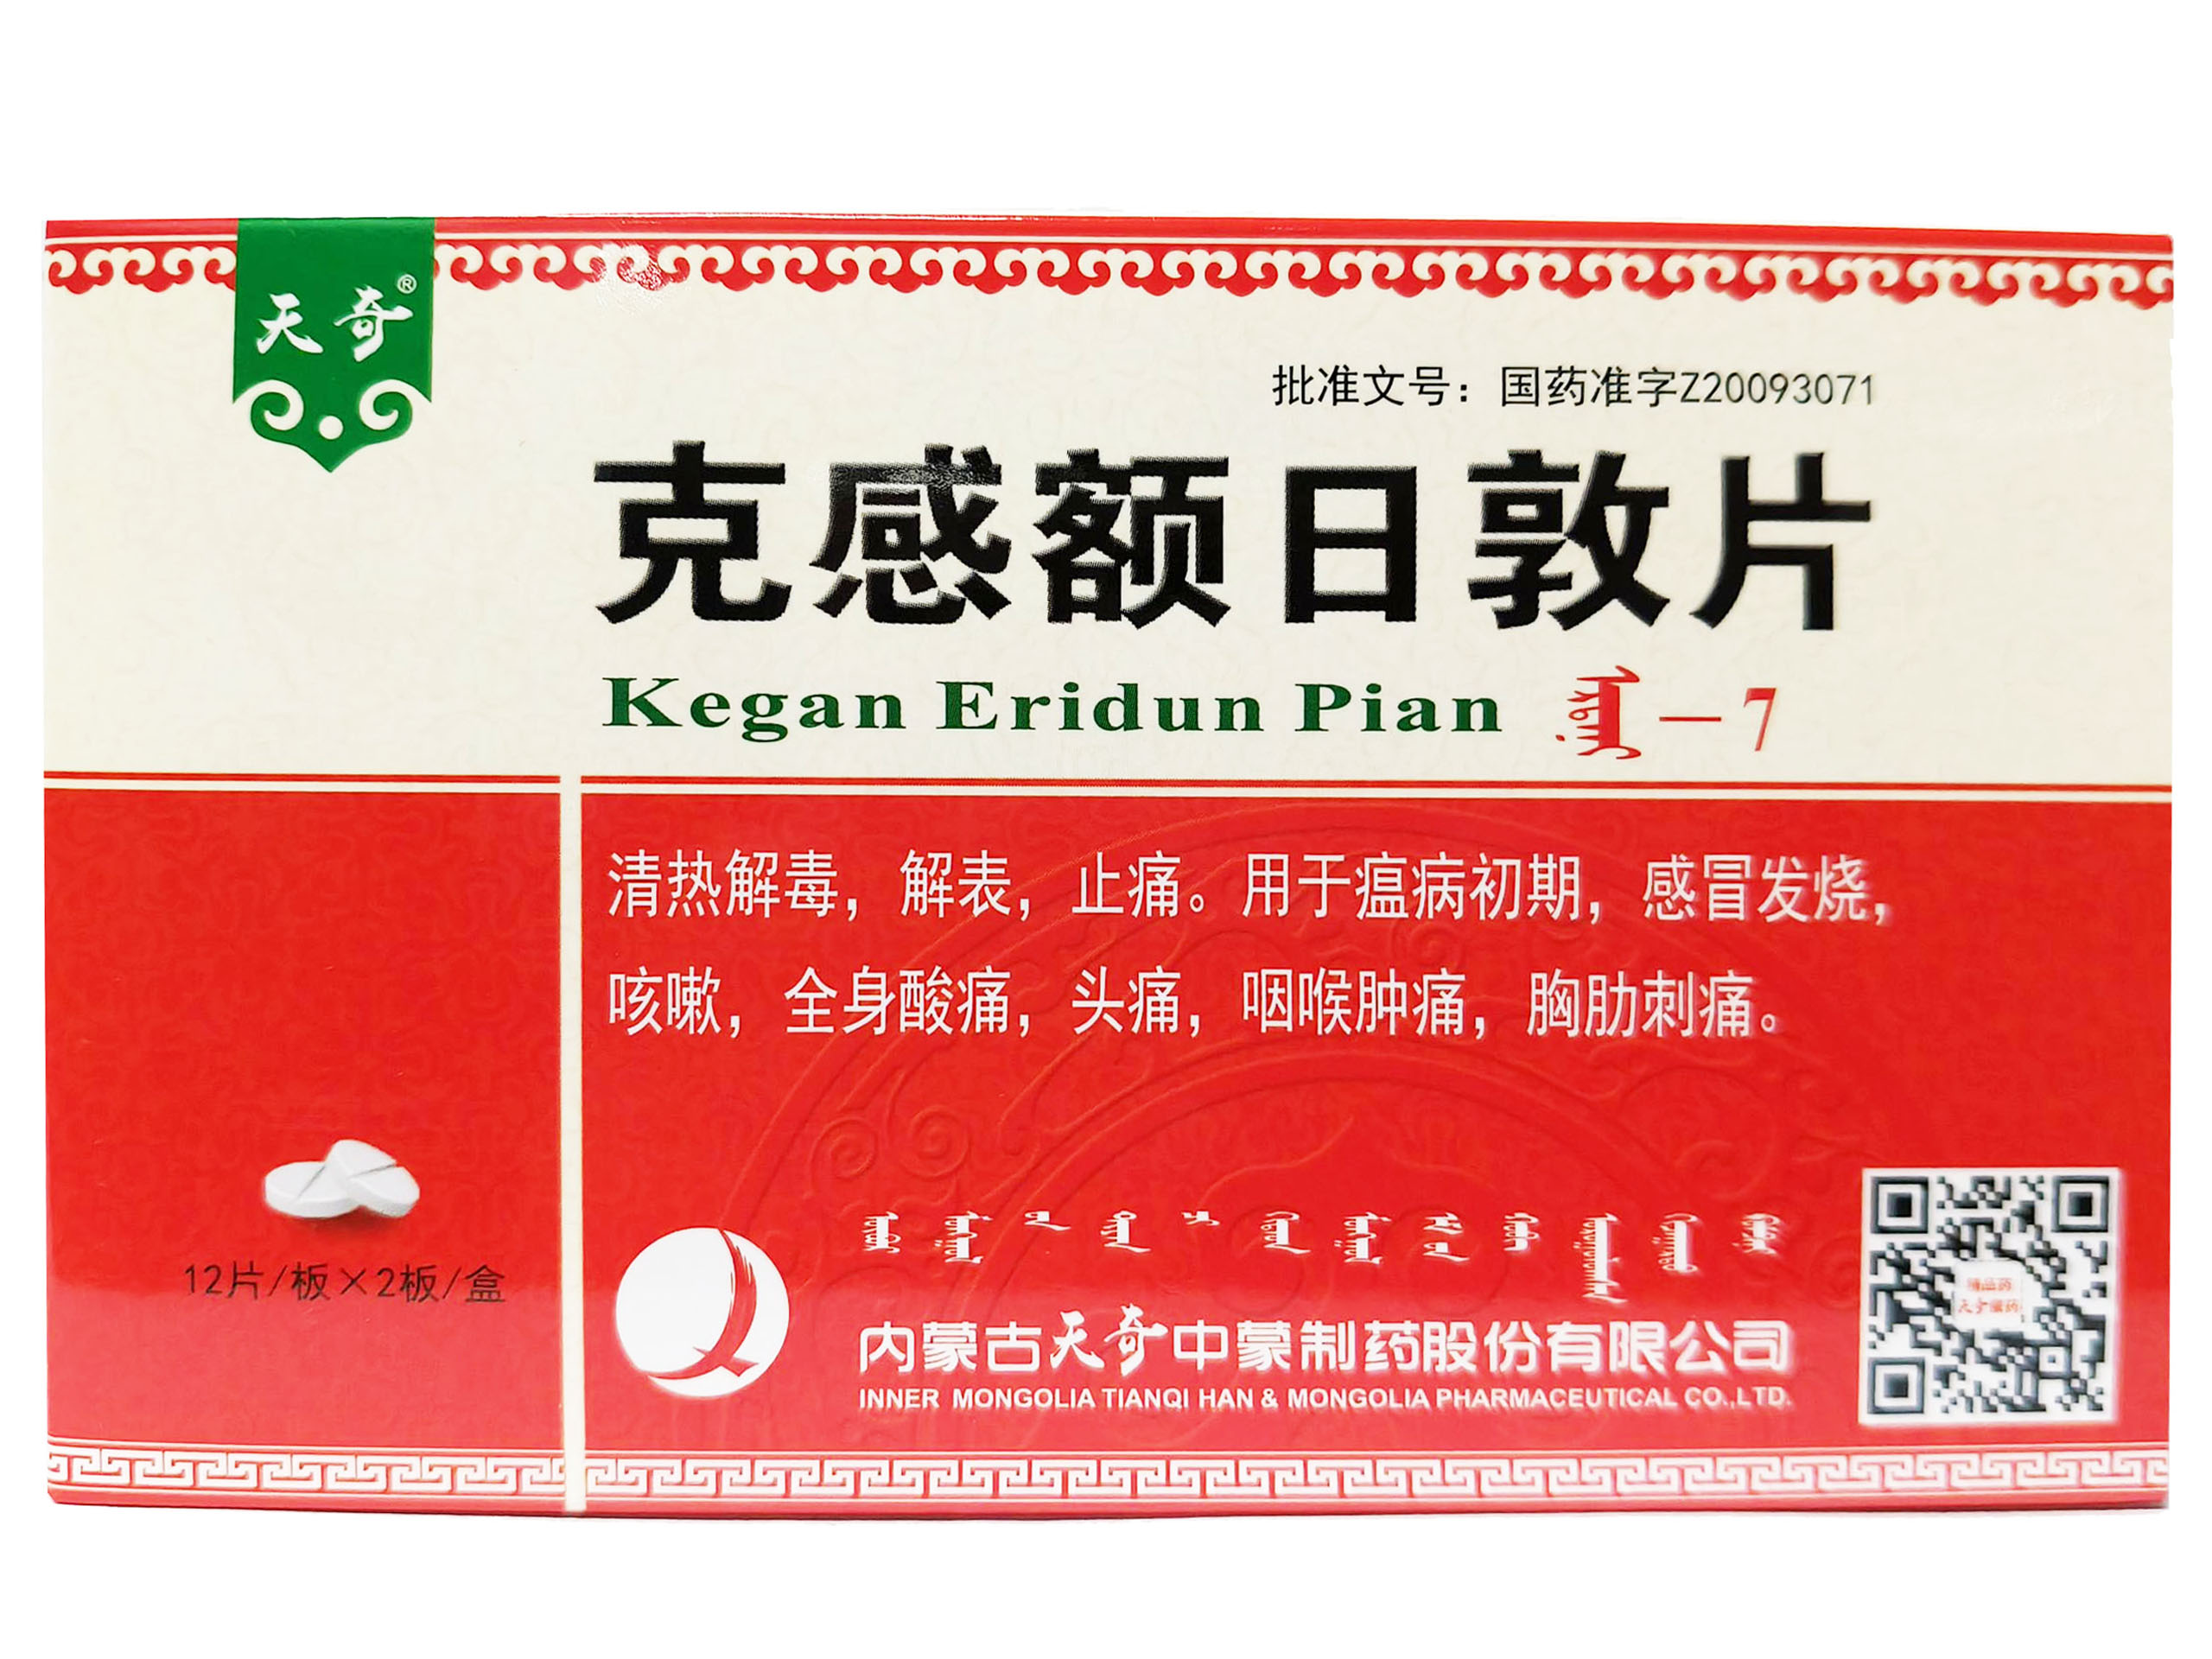 天奇®
批准文号：国药准字Z20093071
克感额日敦片
Kegan Eridun Pian
－7
清热解毒，解表，止痛。用于瘟病初期，感冒发烧，
咳嗽，全身酸痛，头痛，咽喉肿痛，胸肋刺痛。
12片/板×2板/盒
内蒙古天奇中蒙制药股份有限公司
INNER MONGOLIA TIANQI HAN & MONGOLIA PHARMACEUTICAL CO.,LTD.